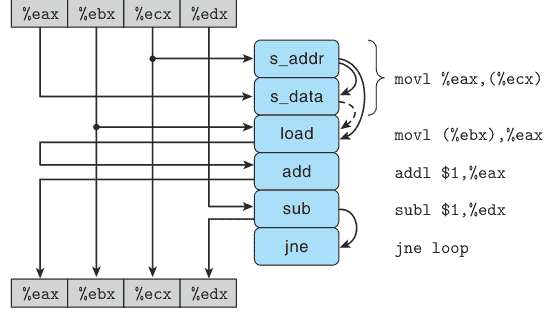 %eax %ebx %ecx %edx
s_addr
movl %eax,(%ecx)
s_data
load
movl (%ebx),%eax
add
addl $1,%eax
sub
subl $1,%edx
jne
jne loop
%eax %ebx %ecx %edx